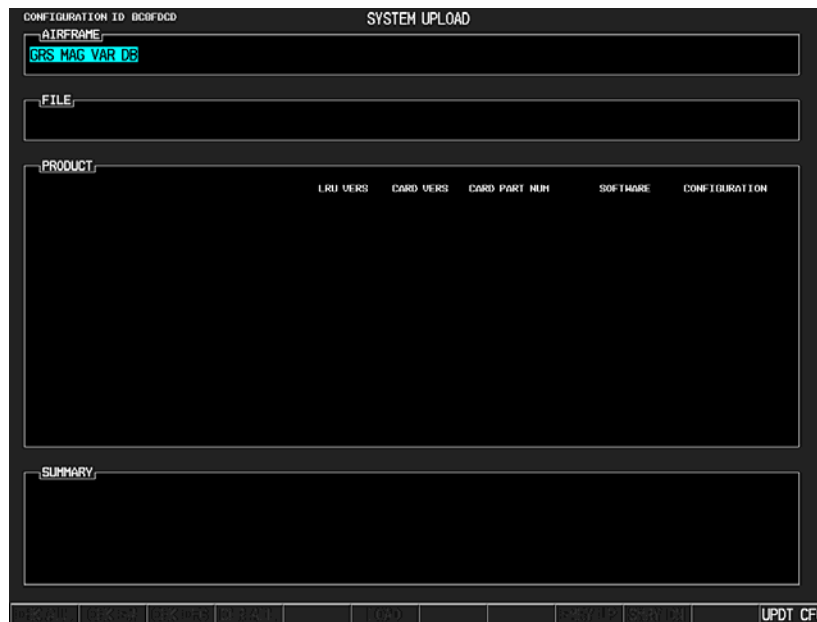 CONFIGURATION ID BC0FDCD
SYSTEM UPLOAD
AIRFRAME
GRS MAG VAR DB
FILE
PRODUCT
LRU VERS CARD VERS CARD PART NUM SOFTWARE CONFIGURATION
SUMMARY
LOAD
UPDT CF